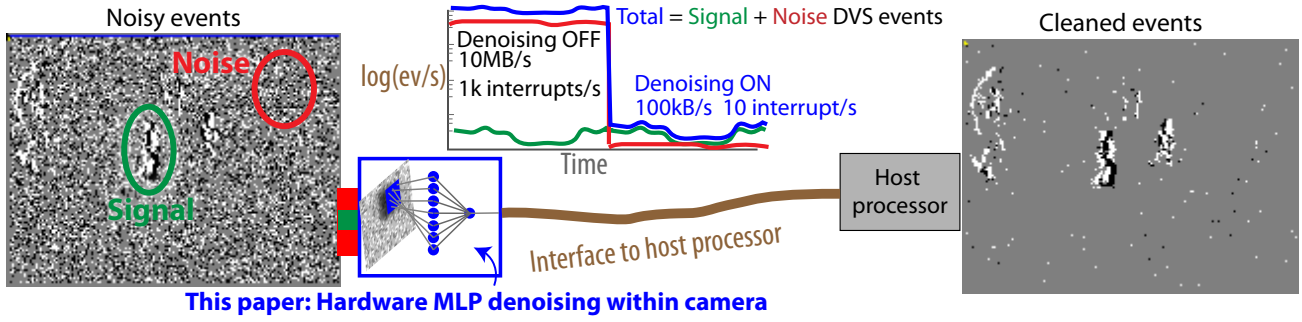 Noisy events
Noise
Signal
Total = Signal + Noise DVS events
log(ev/s)
Denoising OFF
10MB/s
1k interrupts/s
Denoising ON
100kB/s 10 interrupt/s
Time
Cleaned events
Host
processor
Interface to host processor
This paper: Hardware MLP denoising within camera